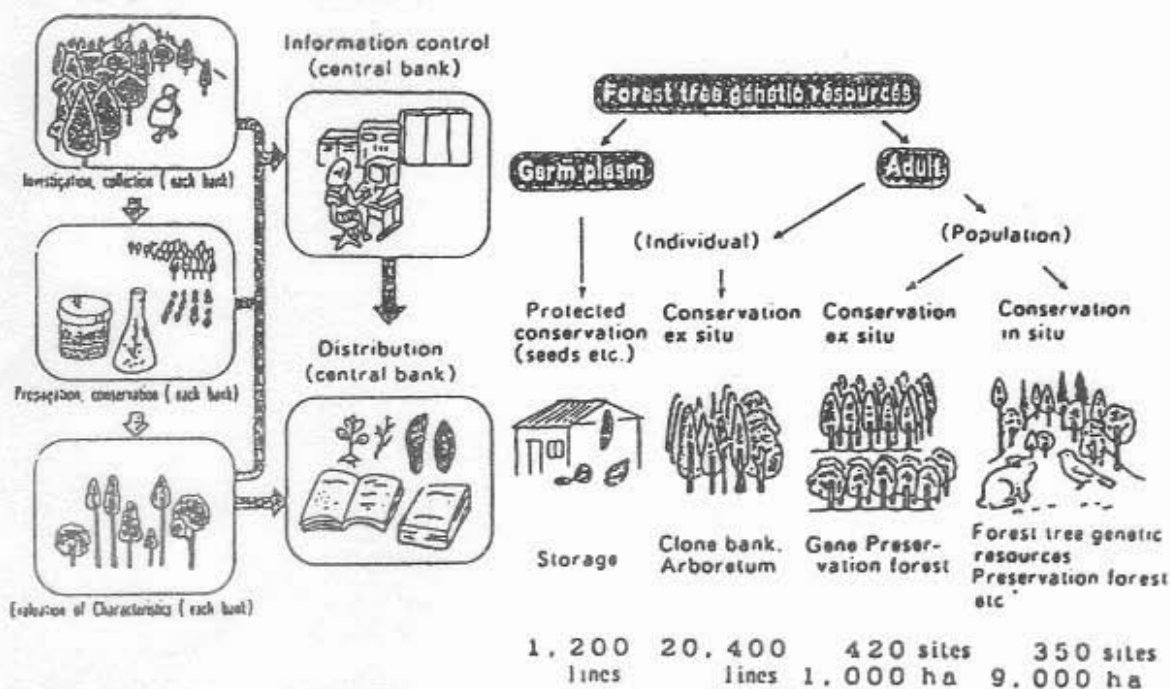 Investigation, collection ( each bank)
Propagation, conservation ( each bank)
Evaluation of Characteristics ( each bank)
Information control
(central bank)
Distribution
(central bank)
Forest tree genetic resources
Germ plasm
Adult
(Individual)
(Population)
Protected
conservation
(seeds etc.)
Conservation
ex situ
Conservation
ex situ
Conservation
in situ
Storage
Clone bank.
Arboretum
Gene Preser-
vation forest
Forest tree genetic
resources
Preservation forest
etc
1,200
lines
20,400
lines
420 sites
1,000 ha
350 sites
9,000 ha